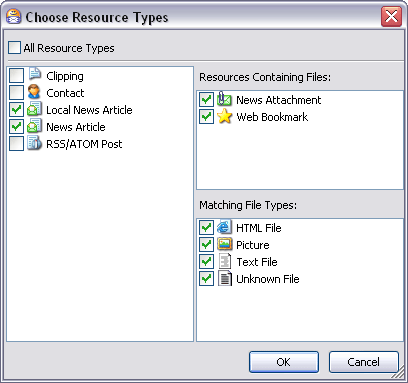 Choose Resource Types
All Resource Types
Clipping
Contact
Local News Article
News Article
RSS/ATOM Post
Resources Containing Files:
News Attachment
Web Bookmark
Matching File Types:
HTML File
Picture
Text File
Unknown File
OK
Cancel